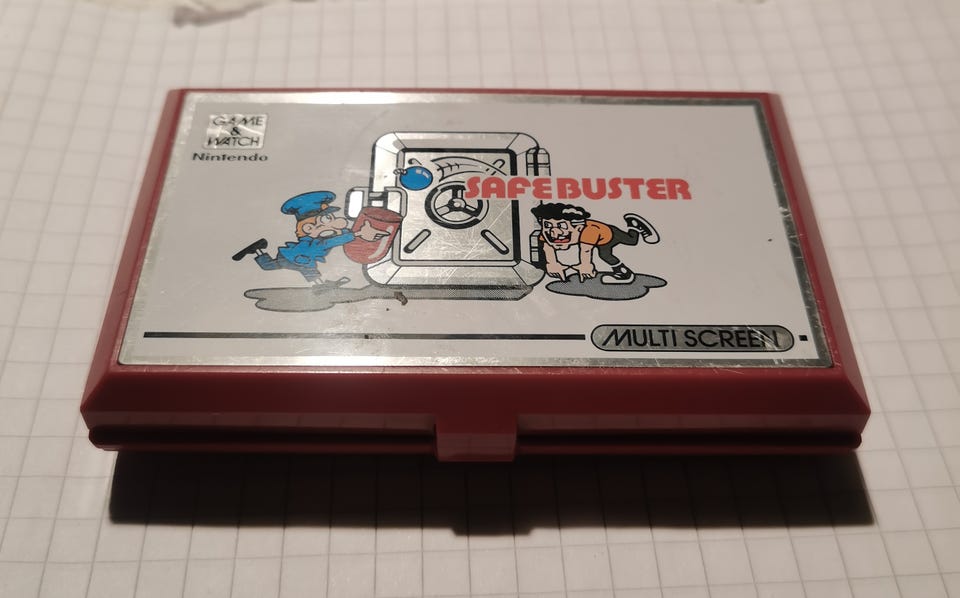 GAME
&
WATCH
Nintendo
SAFEBUSTER
MULTI SCREEN